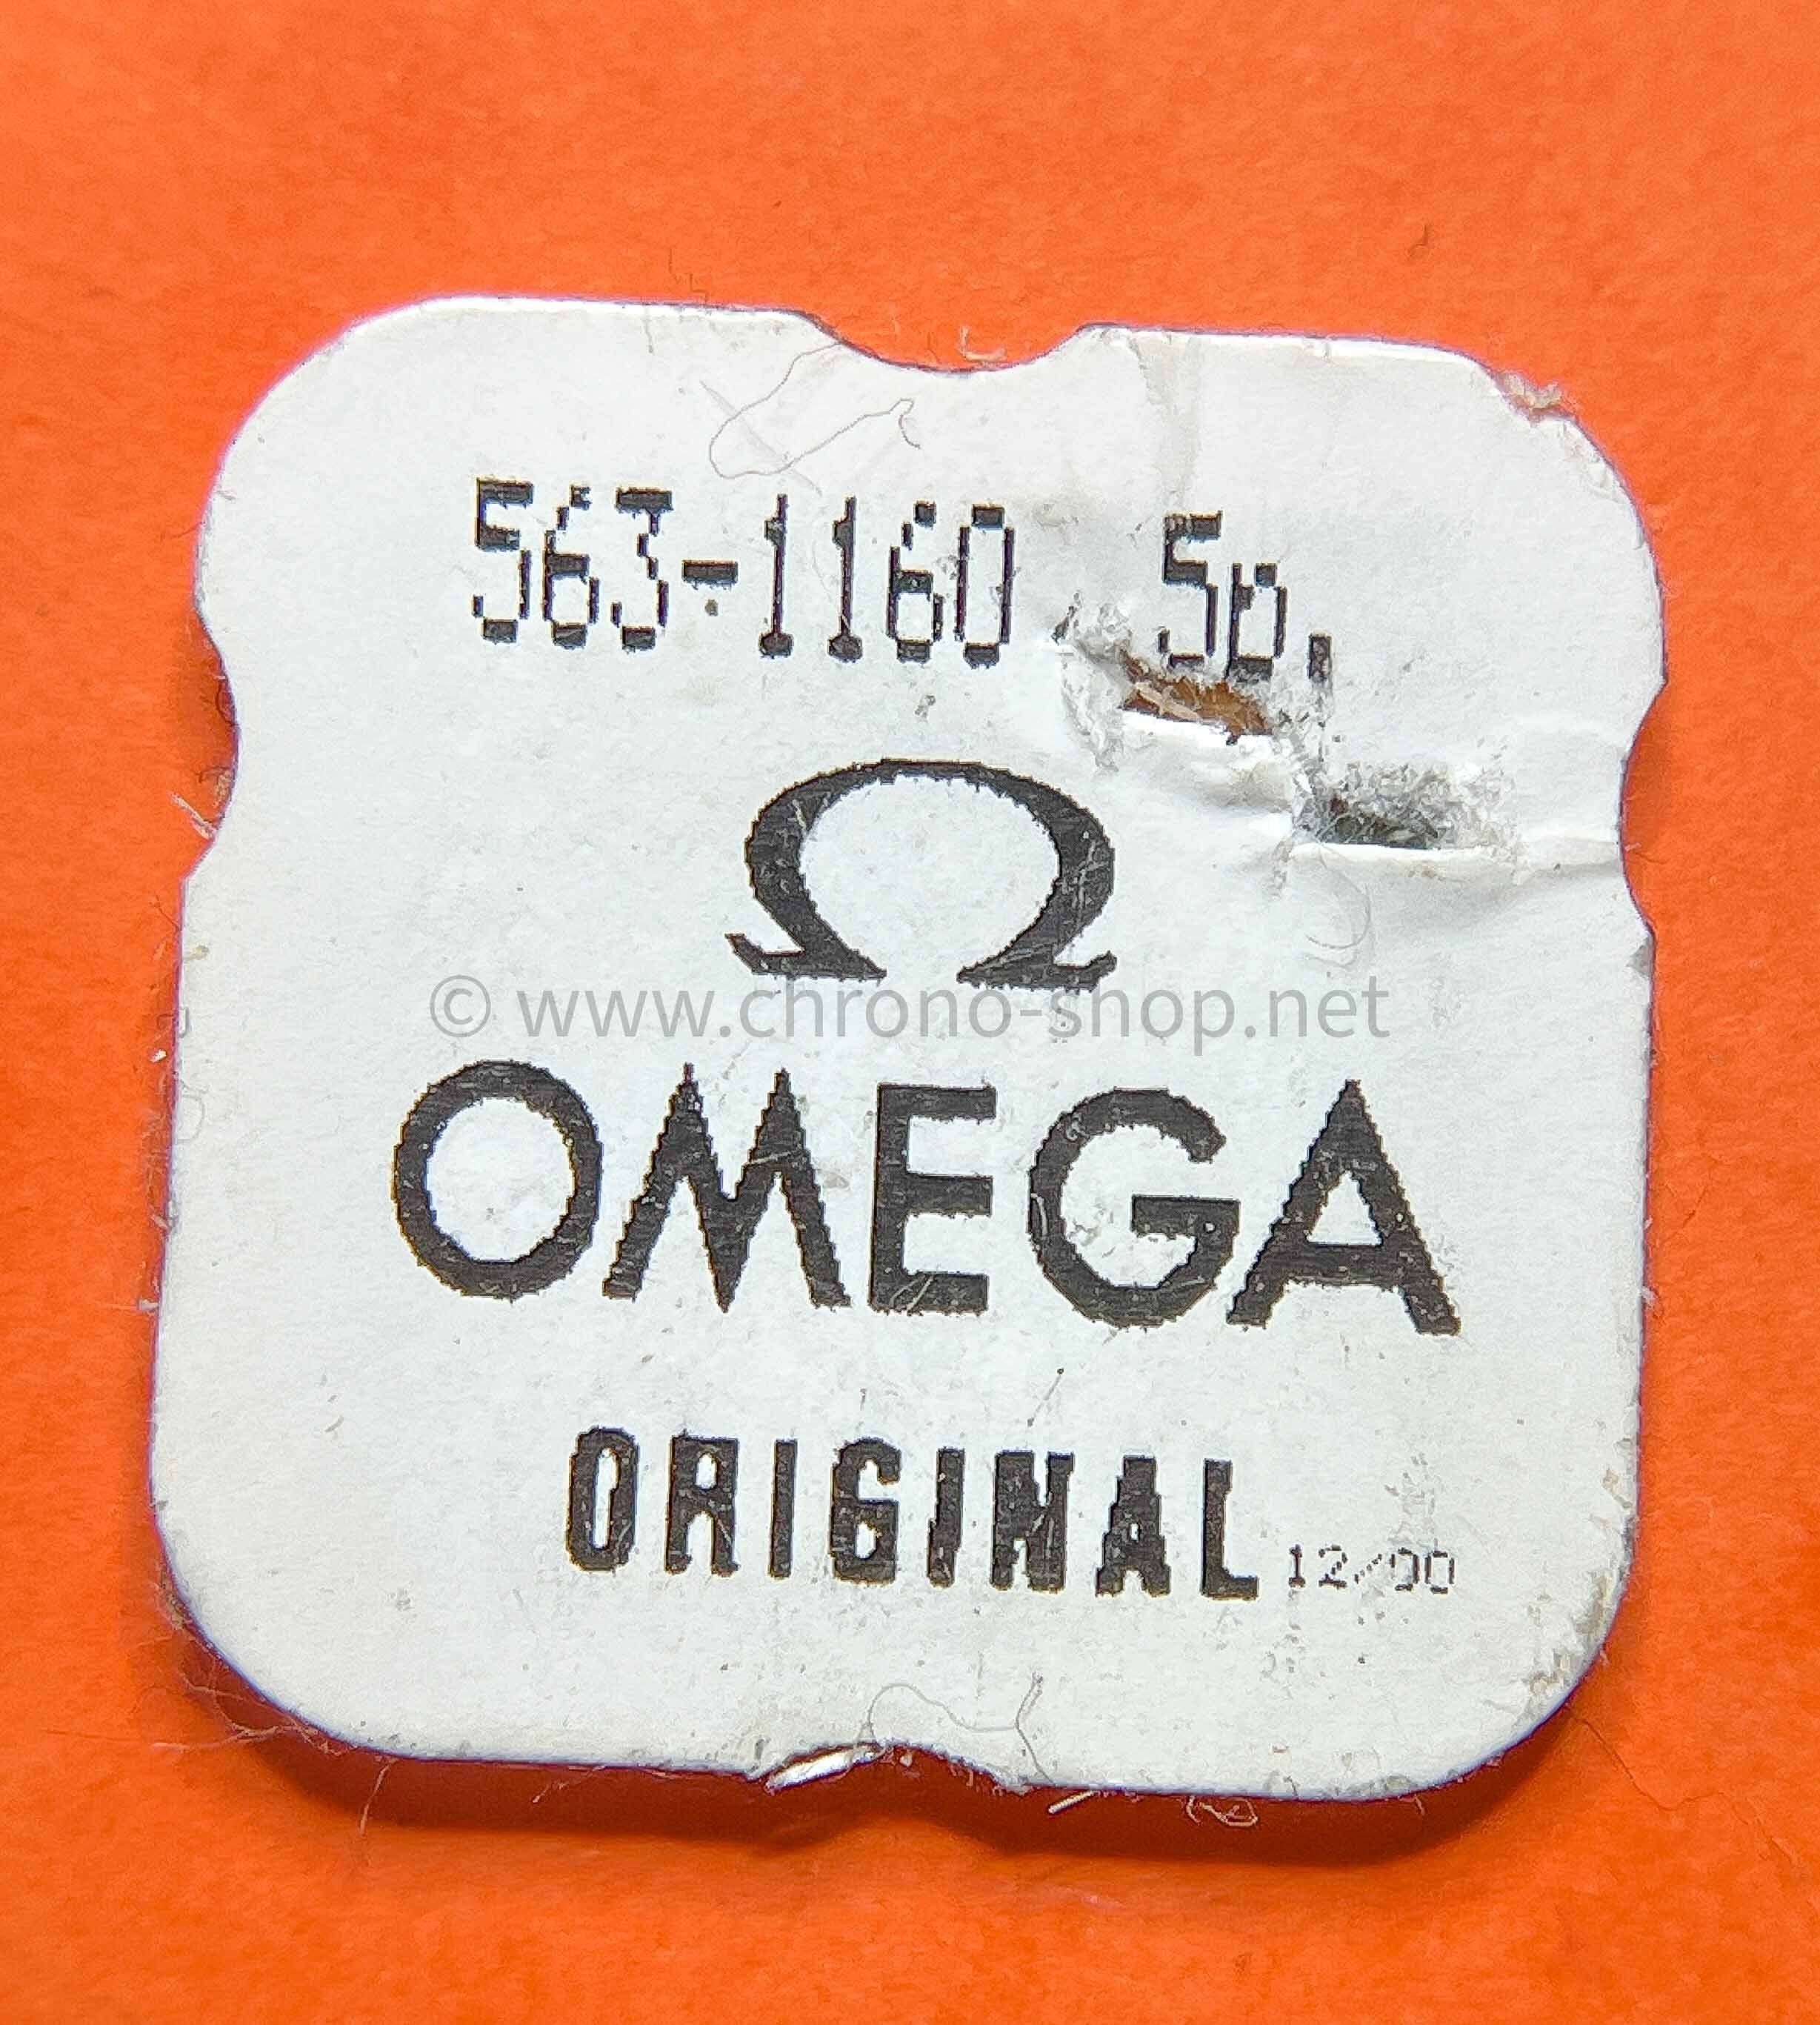 563-1160 5p.
Ω
© www.chrono-shop.net
OMEGA
ORIGINAL 12/00